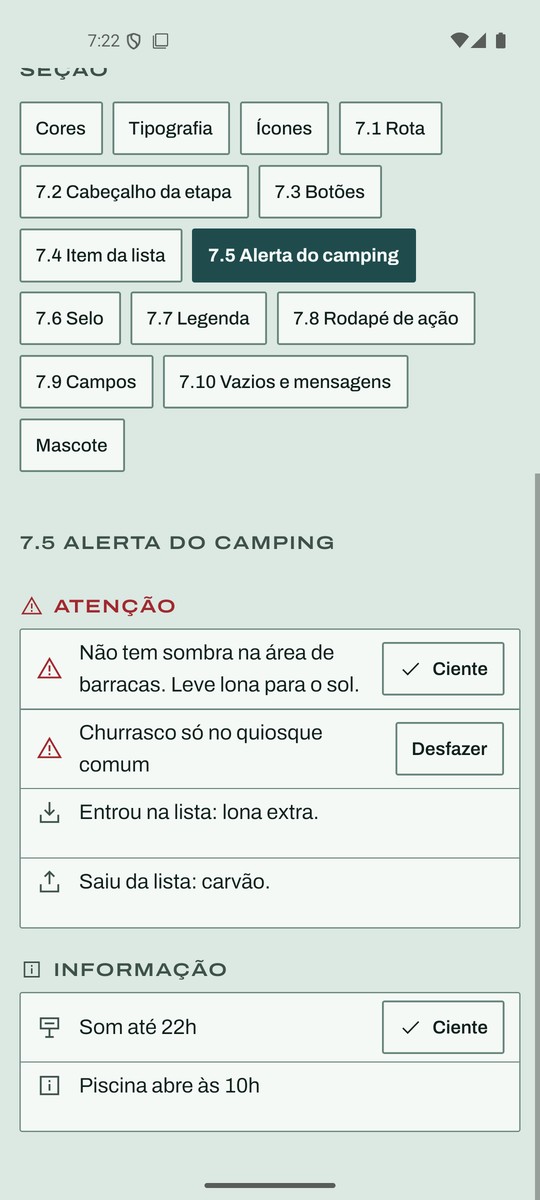 7:22
SEÇÃO
Cores
Tipografia
Ícones
7.1 Rota
7.2 Cabeçalho da etapa
7.3 Botões
7.4 Item da lista
7.5 Alerta do camping
7.6 Selo
7.7 Legenda
7.8 Rodapé de ação
7.9 Campos
7.10 Vazios e mensagens
Mascote
7.5 ALERTA DO CAMPING
ATENÇÃO
Não tem sombra na área de
barracas. Leve lona para o sol.
Ciente
Churrasco só no quiosque
comum
Desfazer
Entrou na lista: lona extra.
Saiu da lista: carvão.
INFORMAÇÃO
Som até 22h
Ciente
Piscina abre às 10h